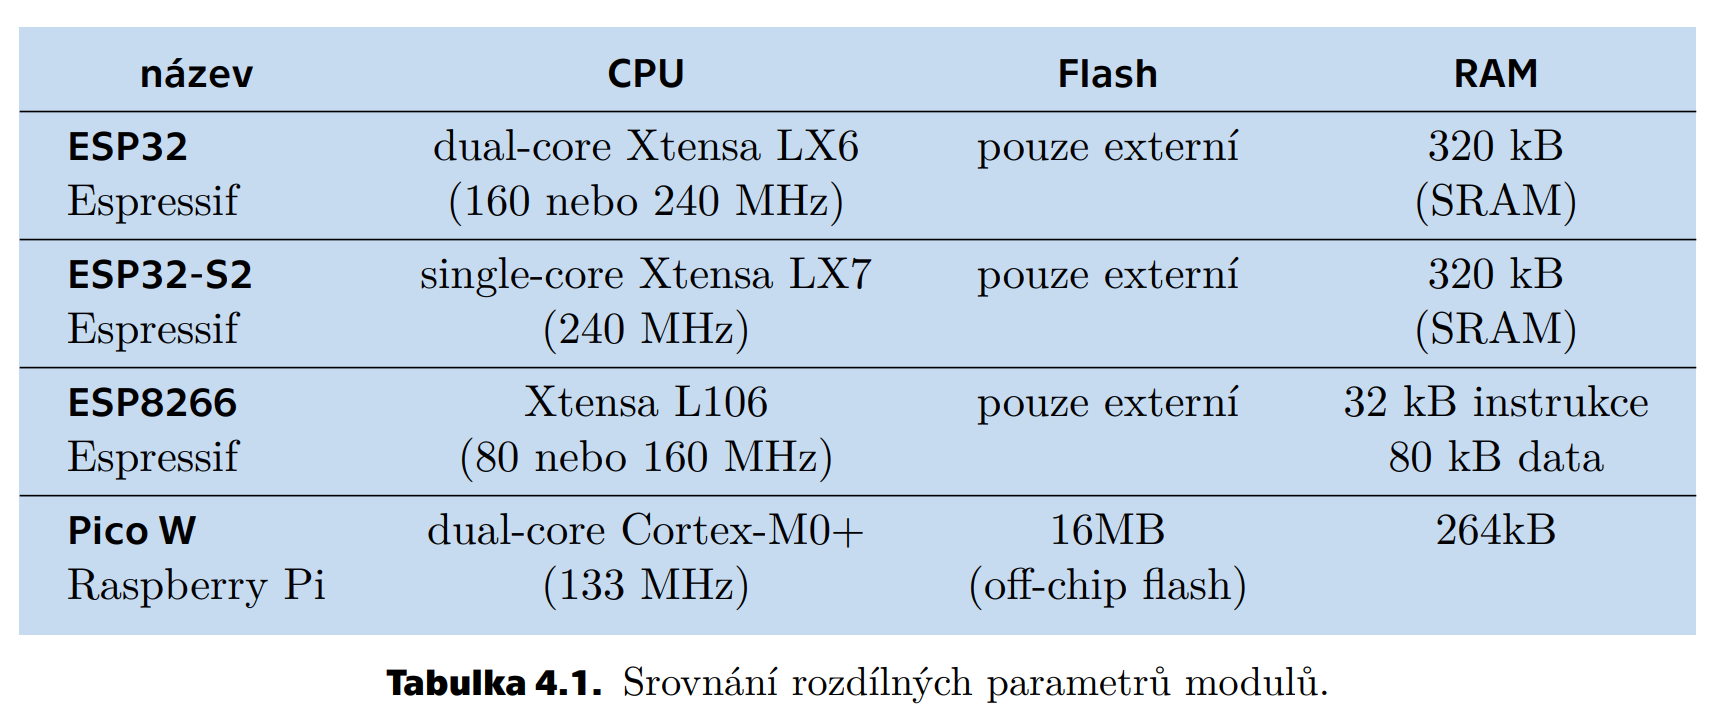 název CPU Flash RAM
ESP32 dual-core Xtensa LX6 pouze externí 320 kB
Espressif (160 nebo 240 MHz) (SRAM)
ESP32-S2 single-core Xtensa LX7 pouze externí 320 kB
Espressif (240 MHz) (SRAM)
ESP8266 Xtensa L106 pouze externí 32 kB instrukce
Espressif (80 nebo 160 MHz) 80 kB data
Pico W dual-core Cortex-M0+ 16MB 264kB
Raspberry Pi (133 MHz) (off-chip flash)
Tabulka 4.1. Srovnání rozdílných parametrů modulů.